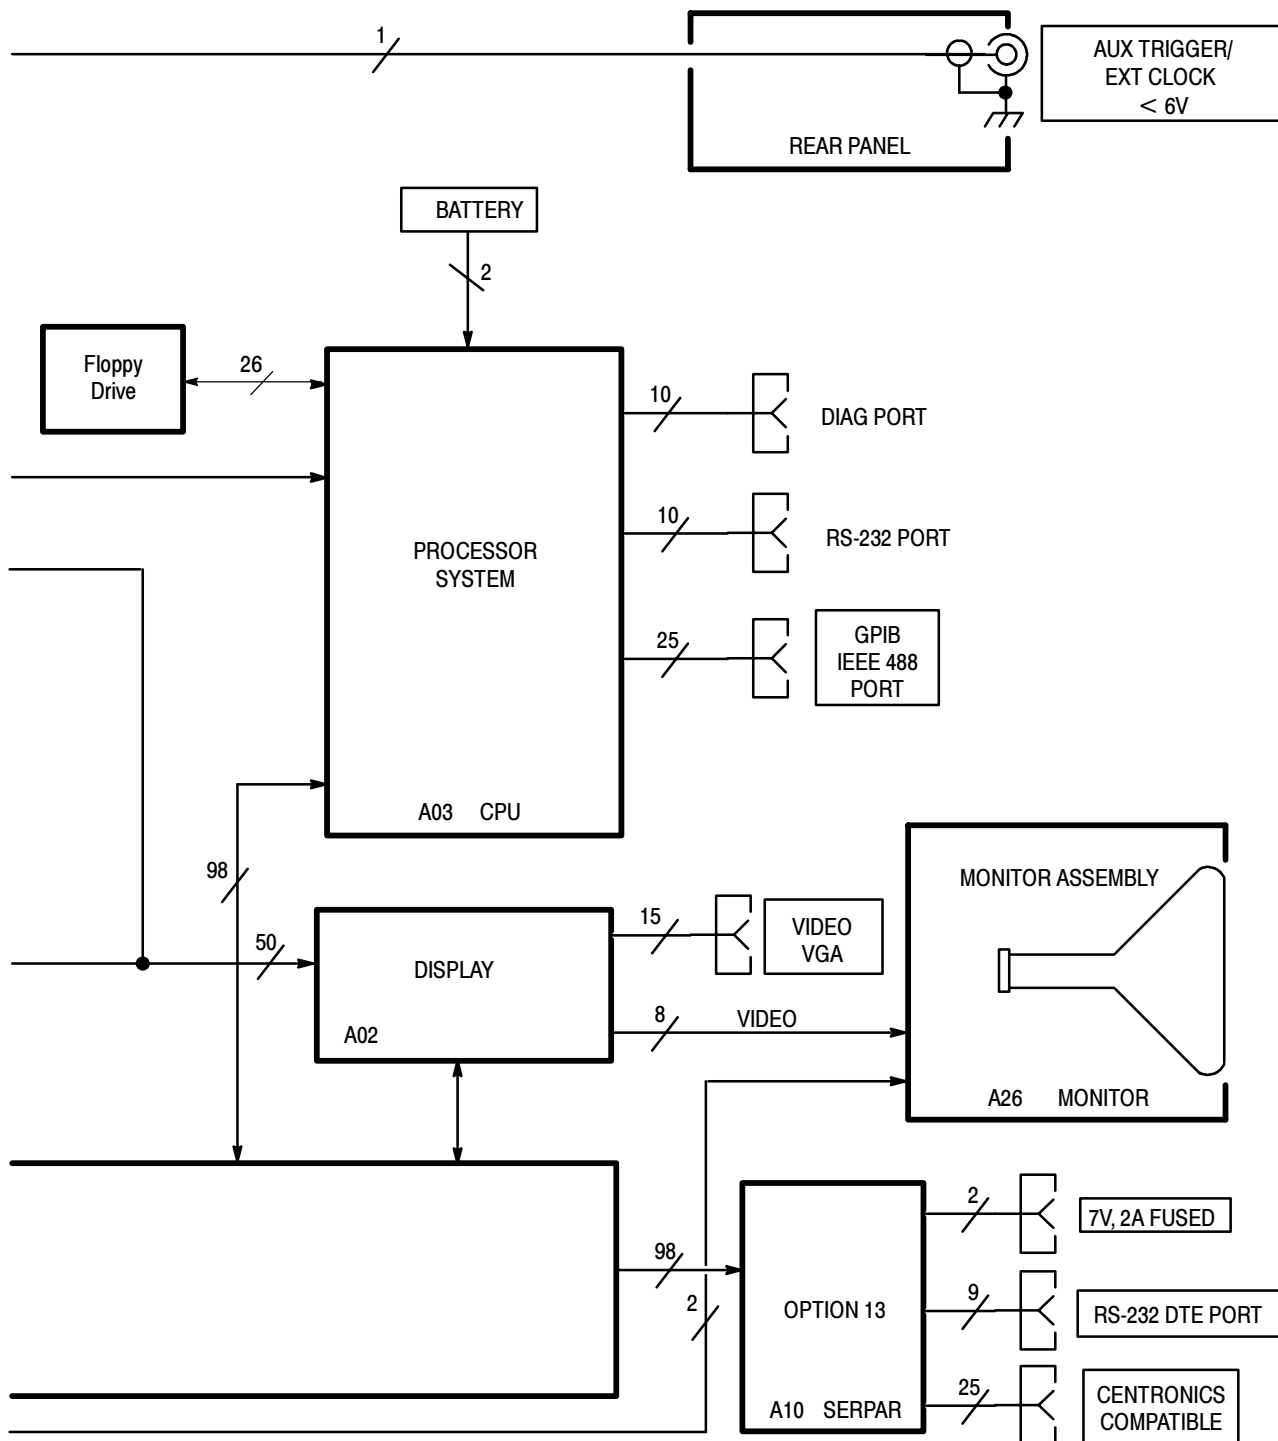 1
AUX TRIGGER/
EXT CLOCK
< 6V
REAR PANEL
BATTERY
2
Floppy
Drive
26
10
DIAG PORT
10
RS-232 PORT
PROCESSOR
SYSTEM
25
GPIB
IEEE 488
PORT
A03 CPU
98
MONITOR ASSEMBLY
50
DISPLAY
A02
15
VIDEO
VGA
8
VIDEO
A26 MONITOR
98
2
OPTION 13
A10 SERPAR
2
7V, 2A FUSED
9
RS-232 DTE PORT
25
CENTRONICS
COMPATIBLE